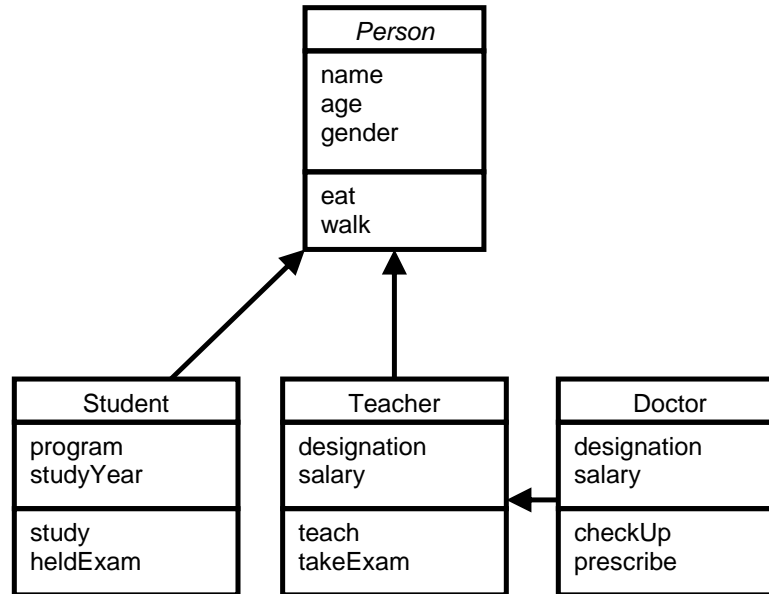 Person
name
age
gender
eat
walk
Student
program
studyYear
study
heldExam
Teacher
designation
salary
teach
takeExam
Doctor
designation
salary
checkUp
prescribe